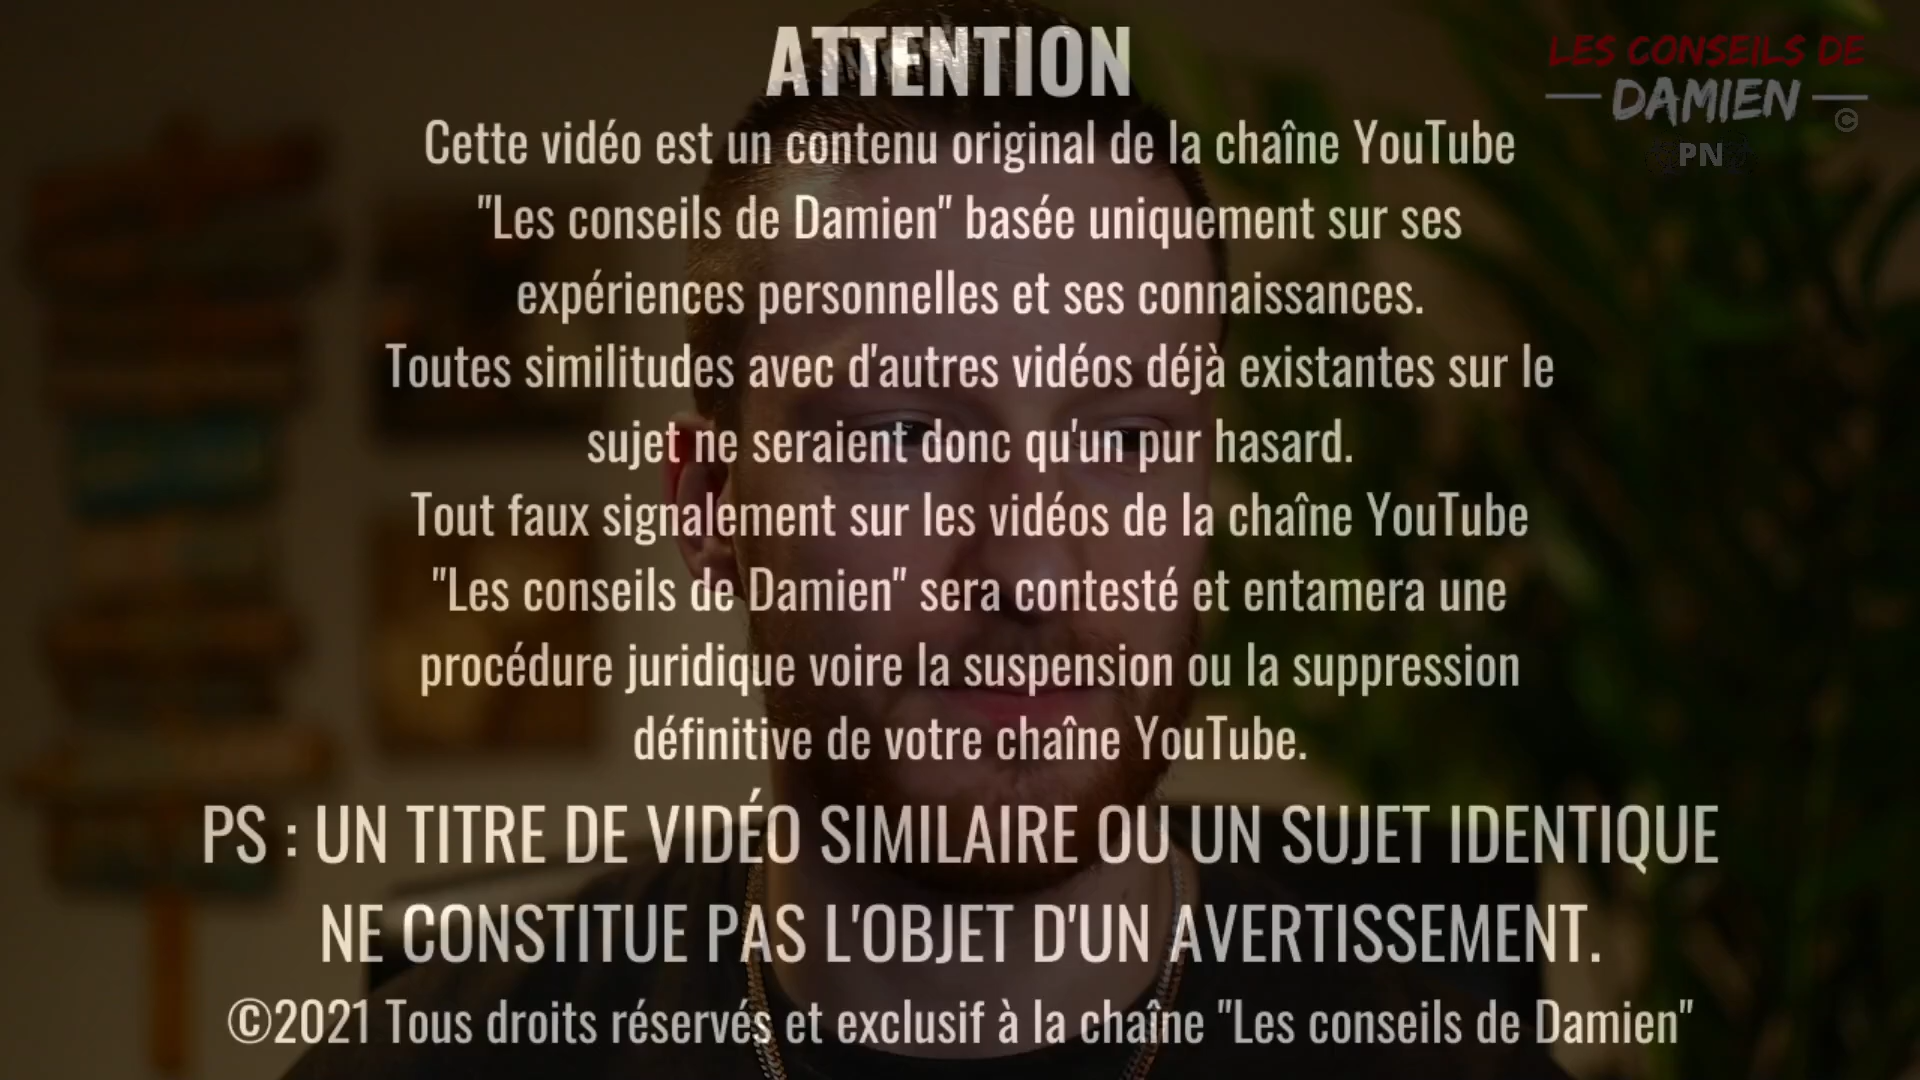 ATTENTION
LES CONSEILS DE
DAMIEN
©
PN
Cette vidéo est un contenu original de la chaîne YouTube
"Les conseils de Damien" basée uniquement sur ses
expériences personnelles et ses connaissances.
Toutes similitudes avec d'autres vidéos déjà existantes sur le
sujet ne seraient donc qu'un pur hasard.
Tout faux signalement sur les vidéos de la chaîne YouTube
"Les conseils de Damien" sera contesté et entamera une
procédure juridique voire la suspension ou la suppression
définitive de votre chaîne YouTube.
PS : UN TITRE DE VIDÉO SIMILAIRE OU UN SUJET IDENTIQUE
NE CONSTITUE PAS L'OBJET D'UN AVERTISSEMENT.
©2021 Tous droits réservés et exclusif à la chaîne "Les conseils de Damien"